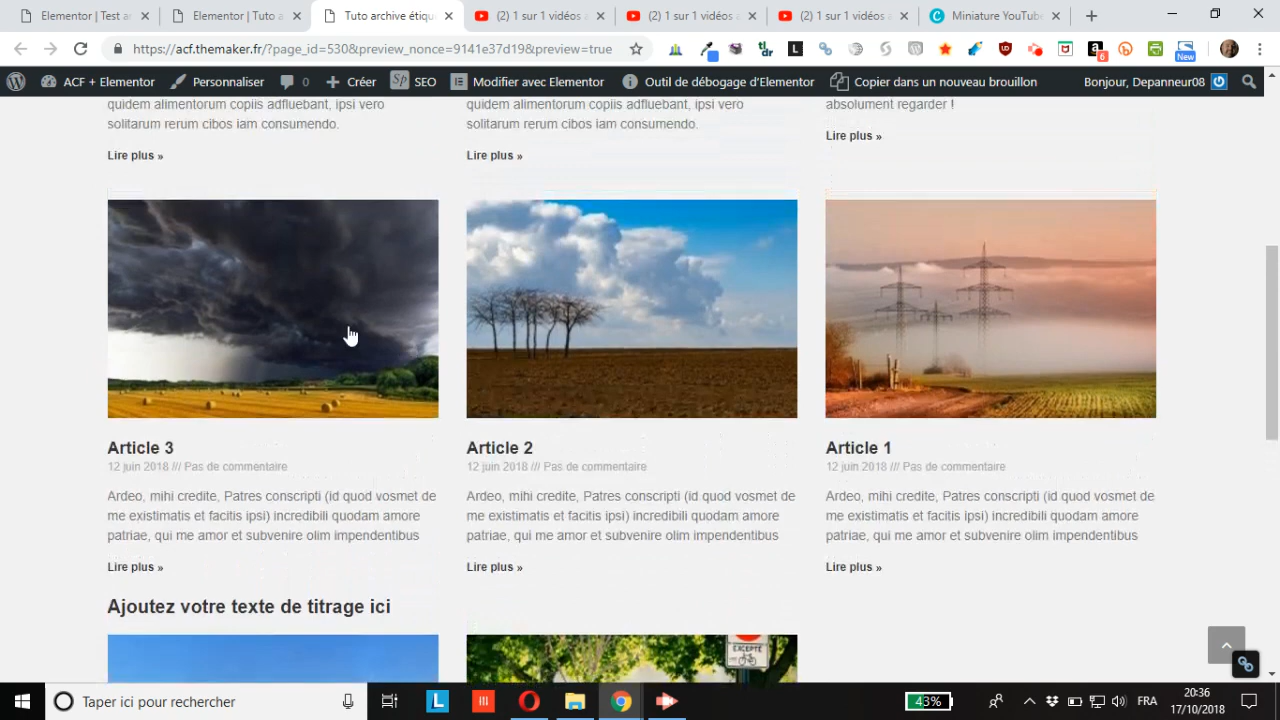 Elementor | Test ar
Elementor | Tuto a
Tuto archive étiqu
(2) 1 sur 1 vidéos a
(2) 1 sur 1 vidéos a
(2) 1 sur 1 vidéos a
Miniature YouTube
https://acf.themaker.fr/?page_id=530&preview_nonce=9141e37d19&preview=true
tl;dr
L
UD
a
6
New
ACF + Elementor
Personnaliser
0
Créer
SEO
Modifier avec Elementor
Outil de débogage d'Elementor
Copier dans un nouveau brouillon
Bonjour, Depanneur08
quidem alimentorum copiis adfluebant, ipsi vero
solitarum rerum cibos iam consumendo.
Lire plus »
quidem alimentorum copiis adfluebant, ipsi vero
solitarum rerum cibos iam consumendo.
Lire plus »
absolument regarder !
Lire plus »
Article 3
12 juin 2018 /// Pas de commentaire
Ardeo, mihi credite, Patres conscripti (id quod vosmet de
me existimatis et facitis ipsi) incredibili quodam amore
patriae, qui me amor et subvenire olim impendentibus
Lire plus »
Article 2
12 juin 2018 /// Pas de commentaire
Ardeo, mihi credite, Patres conscripti (id quod vosmet de
me existimatis et facitis ipsi) incredibili quodam amore
patriae, qui me amor et subvenire olim impendentibus
Lire plus »
Article 1
12 juin 2018 /// Pas de commentaire
Ardeo, mihi credite, Patres conscripti (id quod vosmet de
me existimatis et facitis ipsi) incredibili quodam amore
patriae, qui me amor et subvenire olim impendentibus
Lire plus »
Ajoutez votre texte de titrage ici
EXCEPTE
Taper ici pour rechercher
L
43%
FRA
20:36
17/10/2018